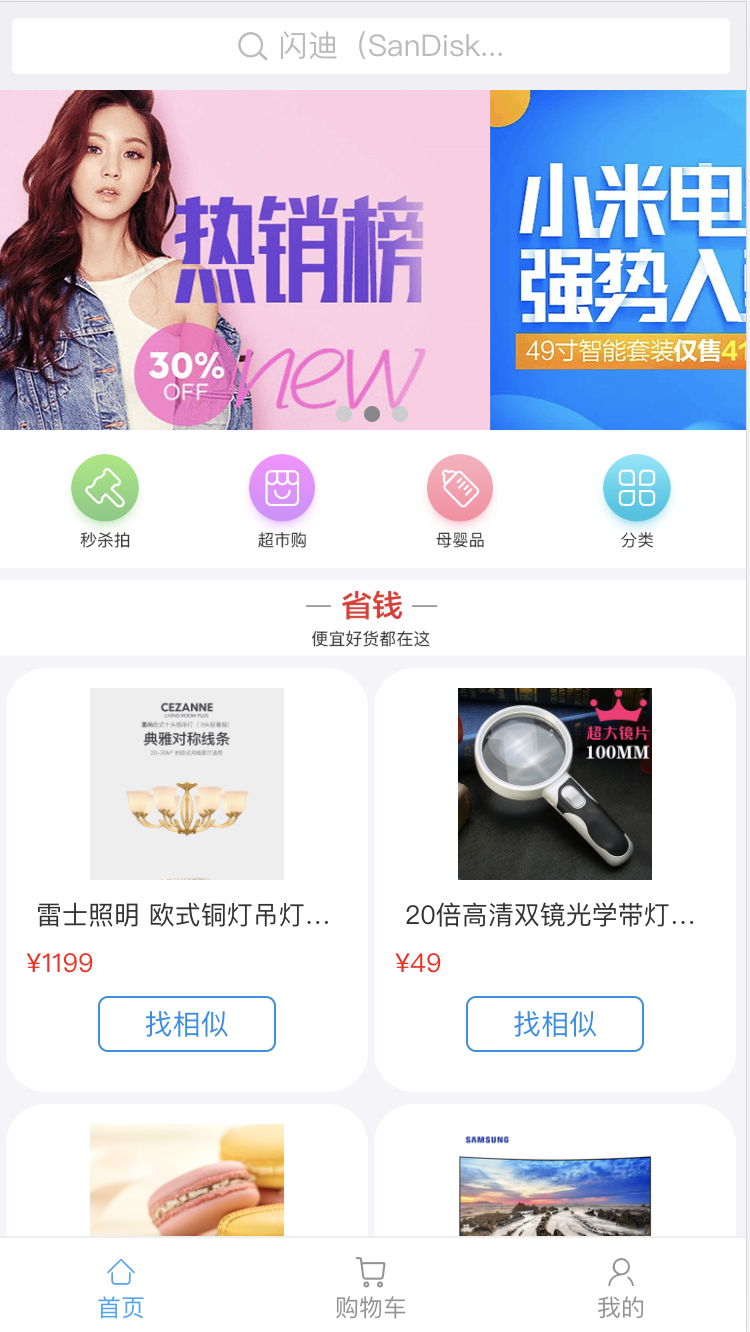 闪迪（SanDisk...
热销榜
30%
OFF
new
小米电
强势入
49寸智能套装仅售41
秒杀拍
超市购
母婴品
分类
省钱
便宜好货都在这
CEZANNE
LIVING ROOM PLUS
典雅对称线条
超大镜片
100MM
雷士照明 欧式铜灯吊灯...
20倍高清双镜光学带灯...
¥1199
¥49
找相似
找相似
SAMSUNG
首页
购物车
我的